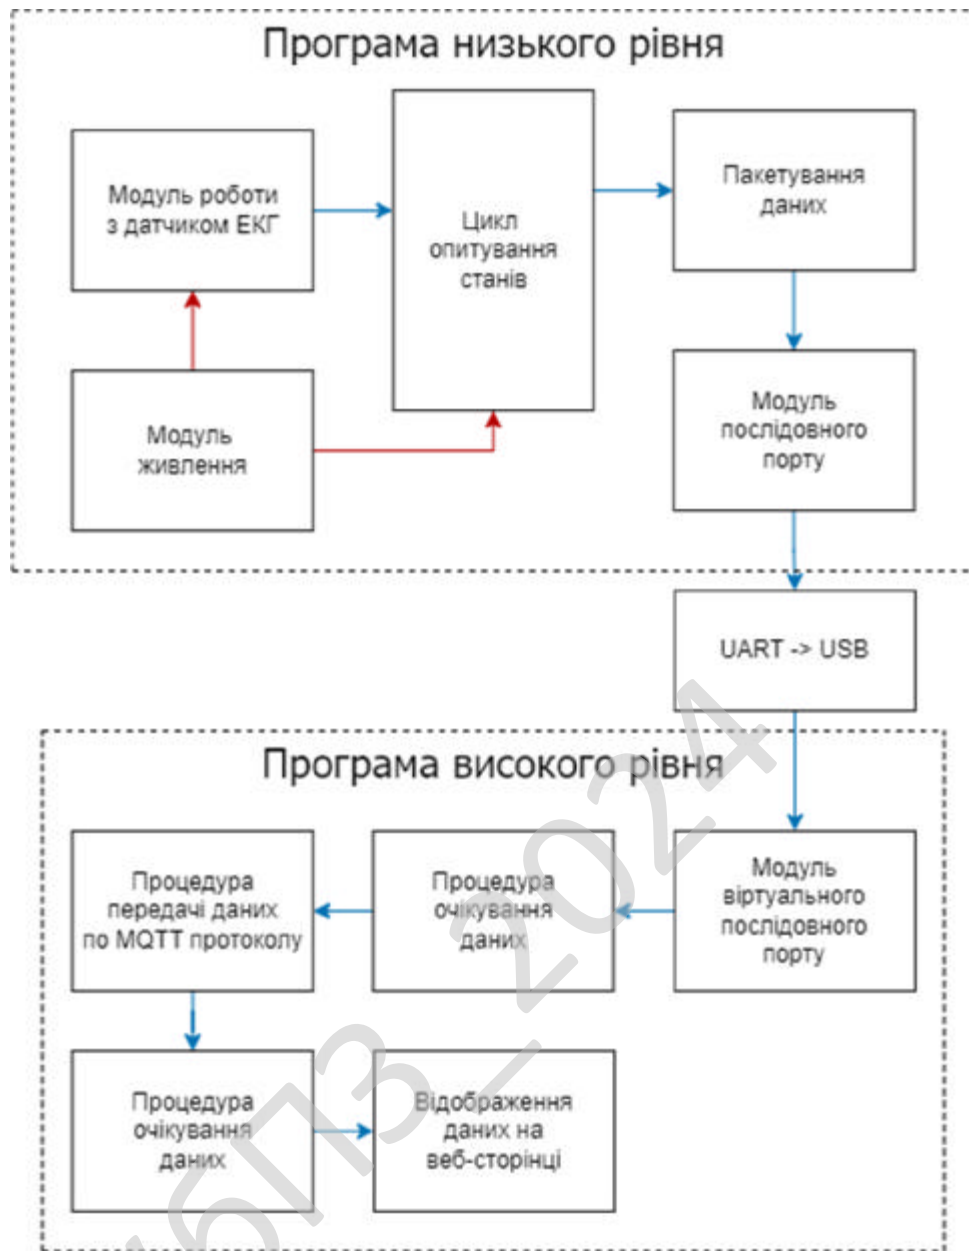 Програма низького рівня
Модуль роботи
з датчиком ЕКГ
Цикл
опитування
станів
Пакетування
даних
Модуль
живлення
Модуль
послідовного
порту
UART -> USB
Програма високого рівня
Процедура
передачі даних
по MQTT протоколу
Процедура
очікування
даних
Модуль
віртуального
послідовного
порту
Процедура
очікування
даних
Відображення
даних на
веб-сторінці
бПЗ_2024